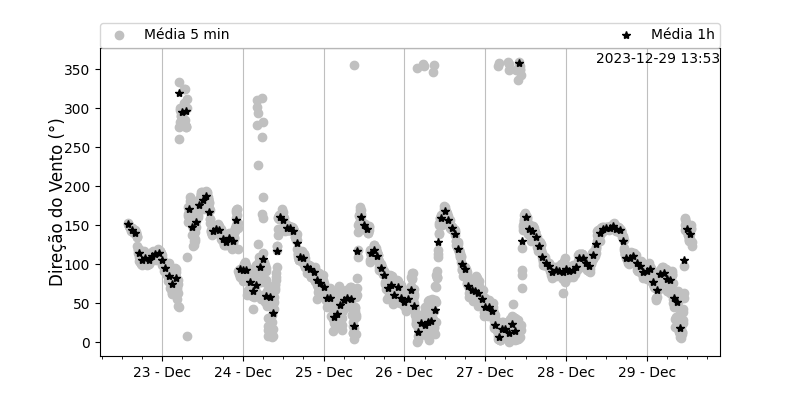 Média 5 min
Média 1h
2023-12-29 13:53
Direção do Vento (°)
350
300
250
200
150
100
50
0
23 - Dec
24 - Dec
25 - Dec
26 - Dec
27 - Dec
28 - Dec
29 - Dec